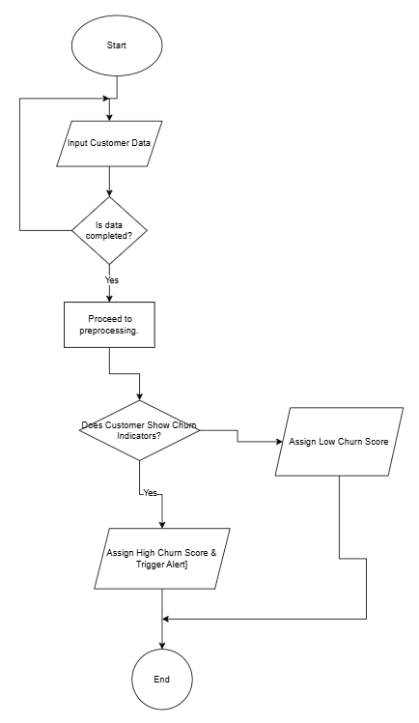 Start
Input Customer Data
Is data
completed?
Yes
Proceed to
preprocessing.
Does Customer Show Churn
Indicators?
Assign Low Churn Score
Yes
Assign High Churn Score &
Trigger Alert]
End